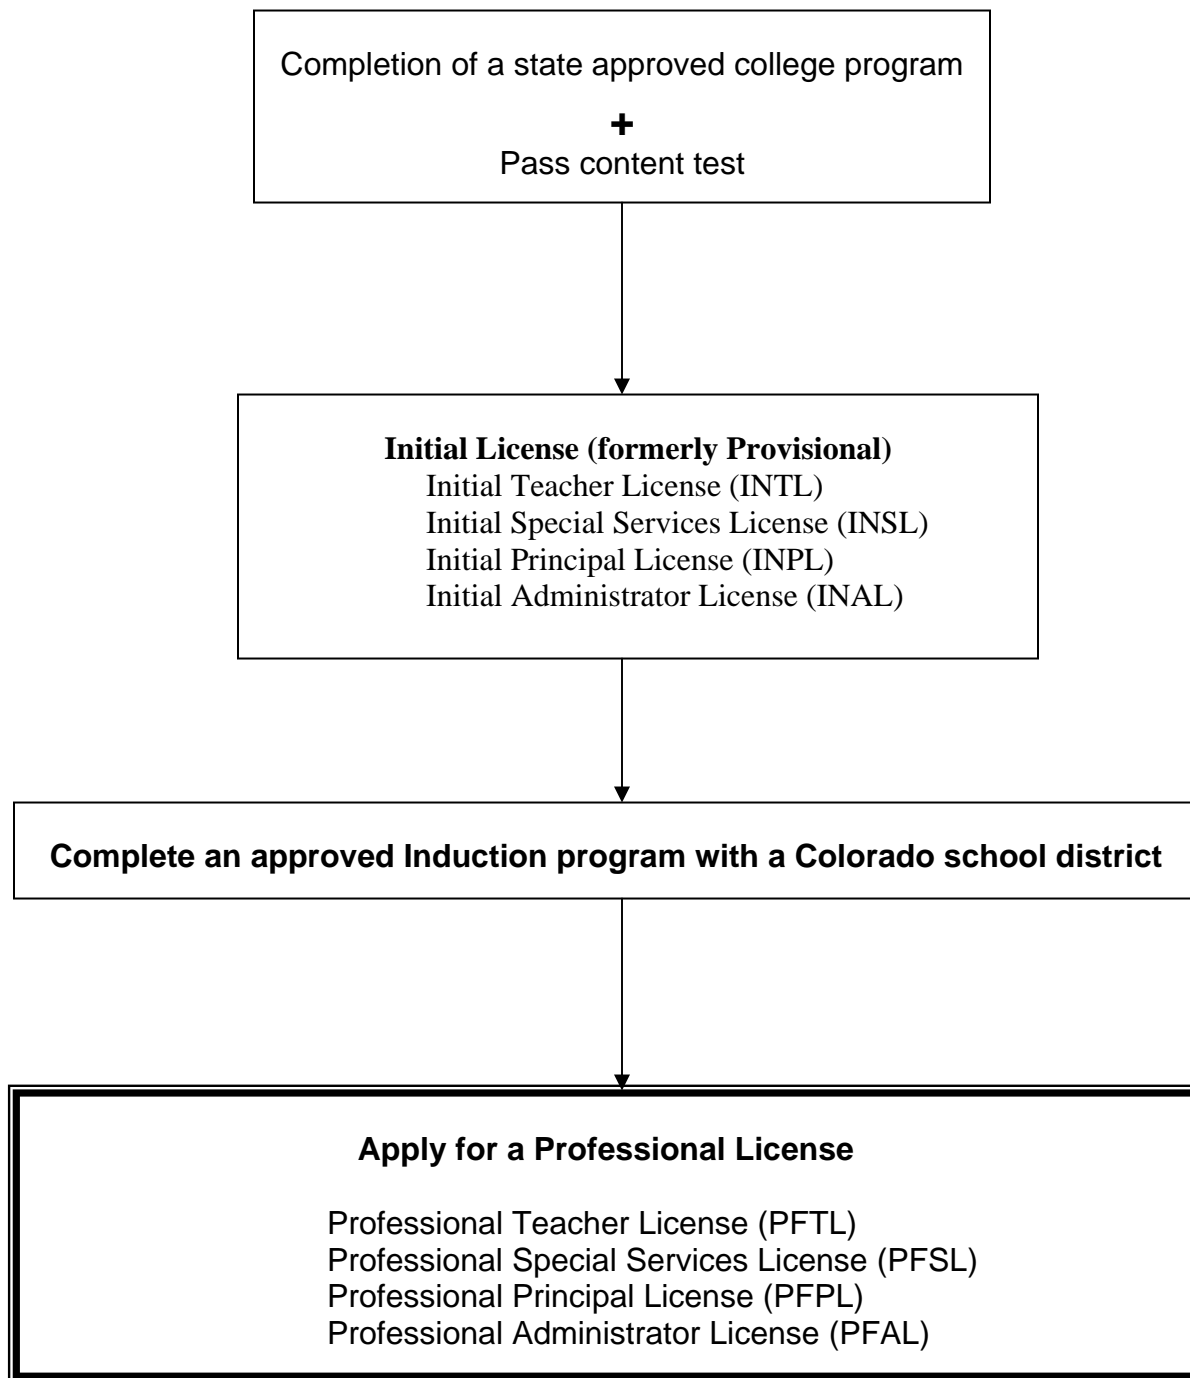 Completion of a state approved college program
+
Pass content test
Initial License (formerly Provisional)
Initial Teacher License (INTL)
Initial Special Services License (INSL)
Initial Principal License (INPL)
Initial Administrator License (INAL)
Complete an approved Induction program with a Colorado school district
Apply for a Professional License
Professional Teacher License (PFTL)
Professional Special Services License (PFSL)
Professional Principal License (PFPL)
Professional Administrator License (PFAL)